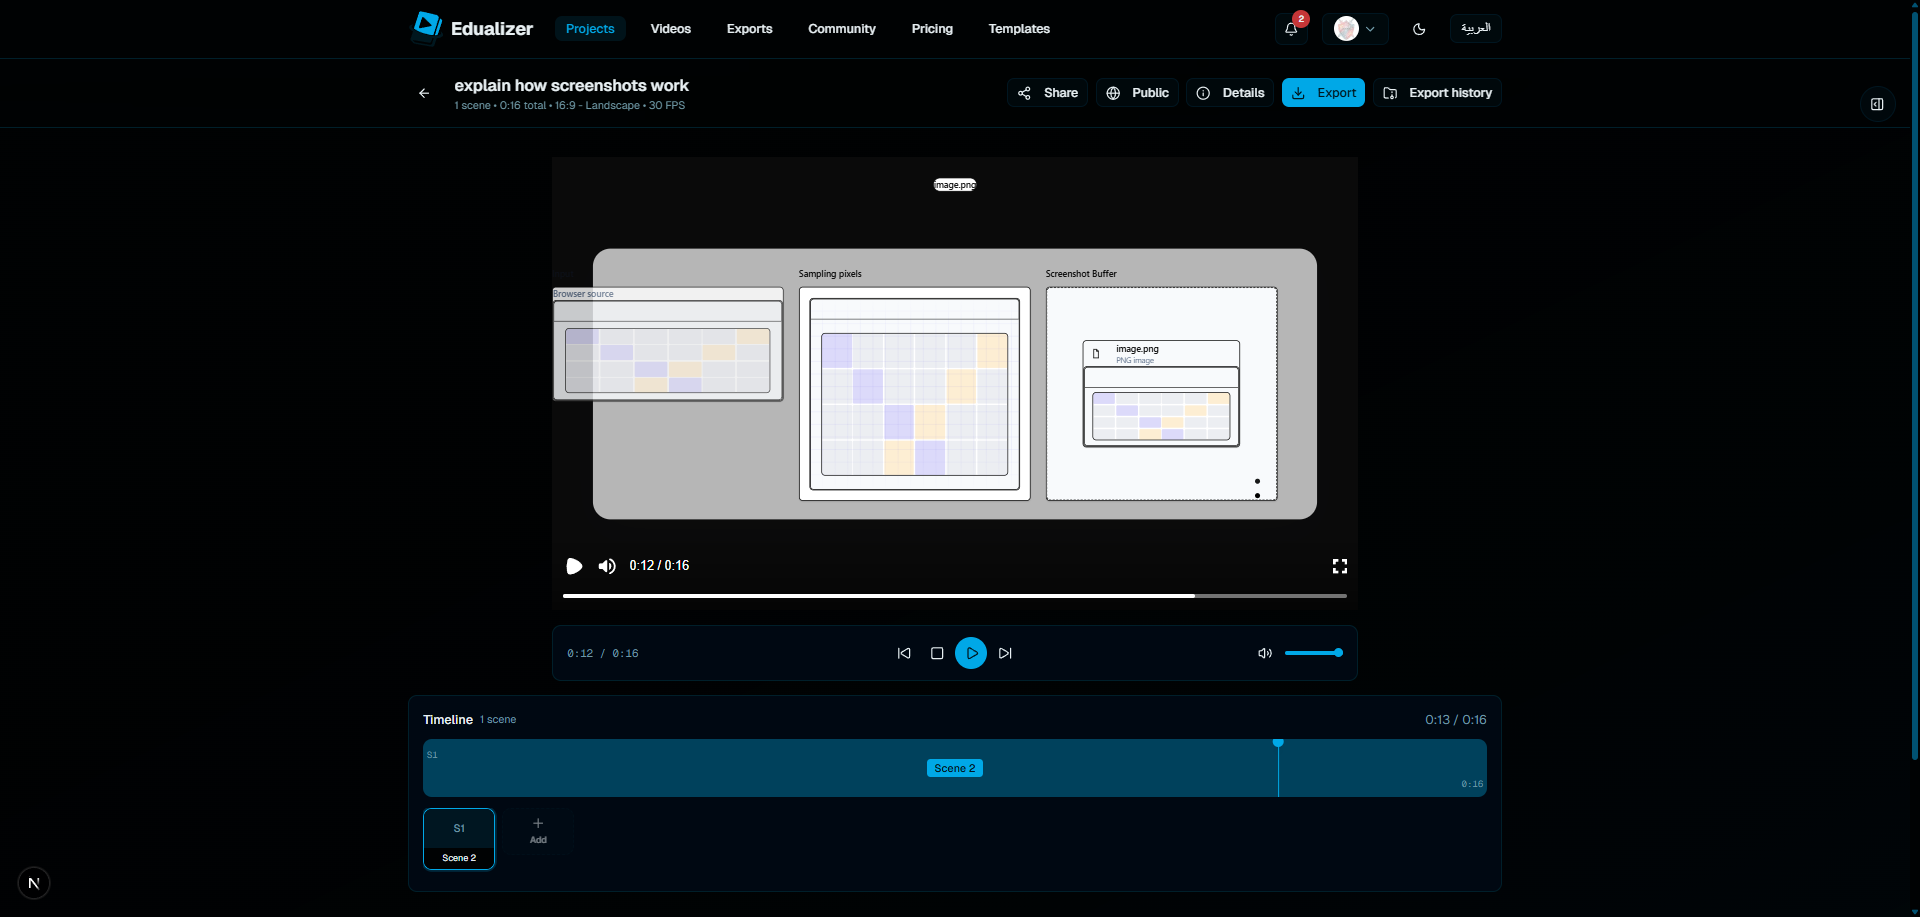 Edualizer
Projects
Videos
Exports
Community
Pricing
Templates
2
العربية
explain how screenshots work
1 scene • 0:16 total • 16:9 - Landscape • 30 FPS
Share
Public
Details
Export
Export history
image.png
Browser source
Sampling pixels
Screenshot Buffer
image.png
PNG image
0:12 / 0:16
0:12 / 0:16
Timeline
1 scene
0:13 / 0:16
S1
Scene 2
0:16
S1
Scene 2
Add
N